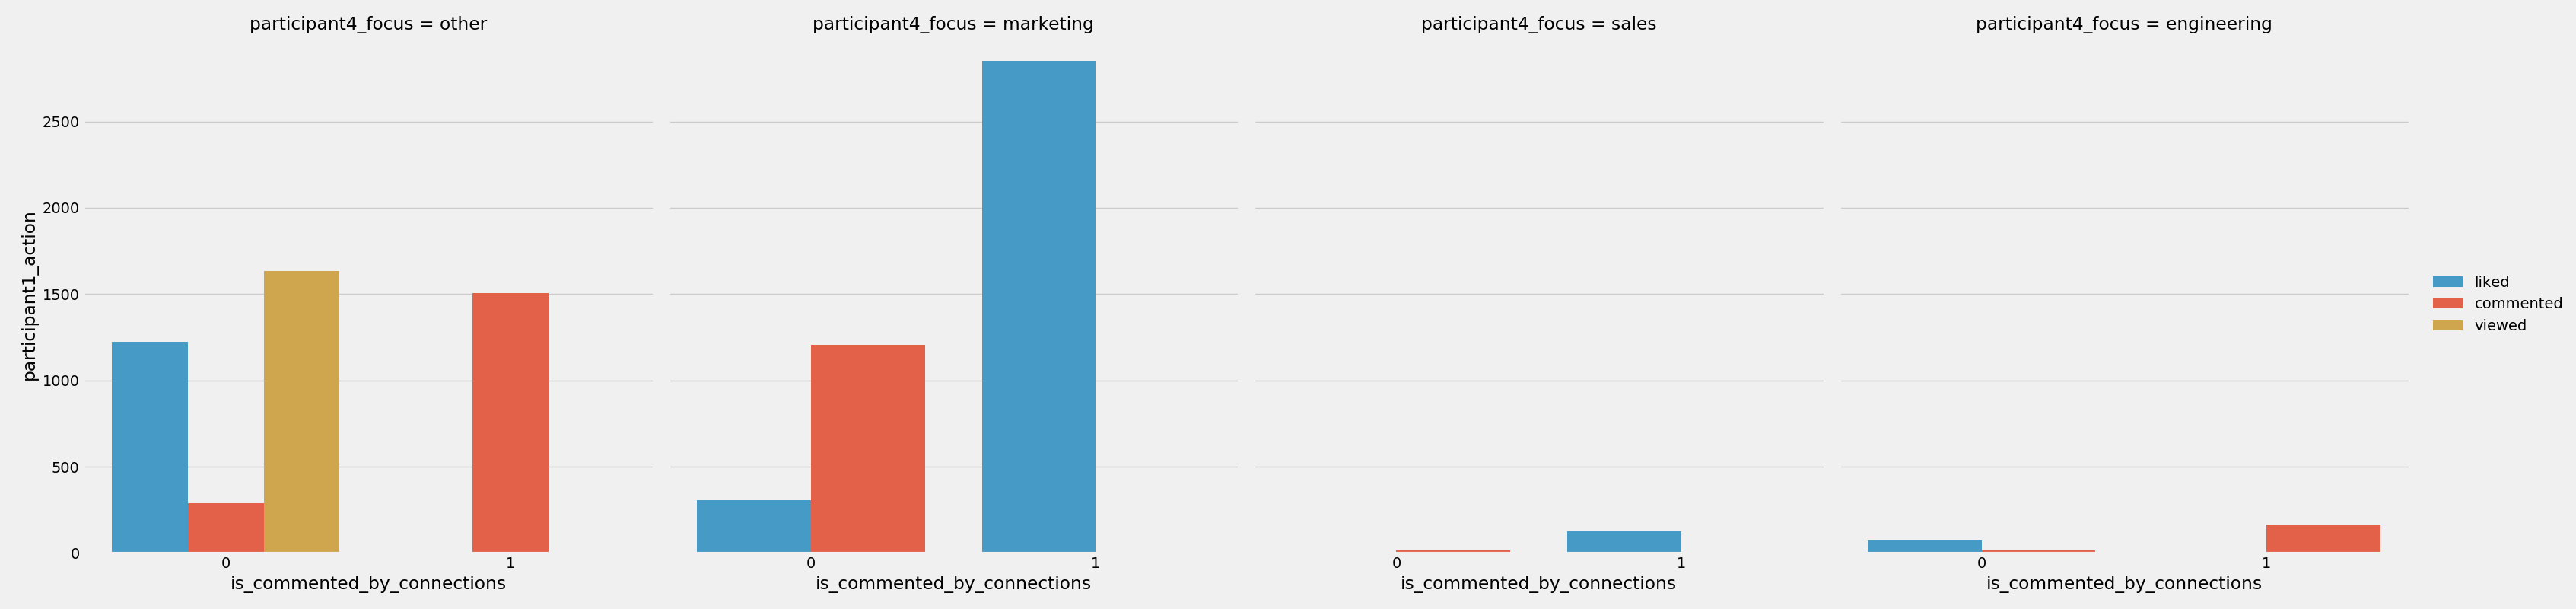 participant4_focus = other
participant4_focus = marketing
participant4_focus = sales
participant4_focus = engineering
participant1_action
2500
2000
1500
1000
500
0
0 1
0 1
0 1
0 1
is_commented_by_connections
is_commented_by_connections
is_commented_by_connections
is_commented_by_connections
liked
commented
viewed